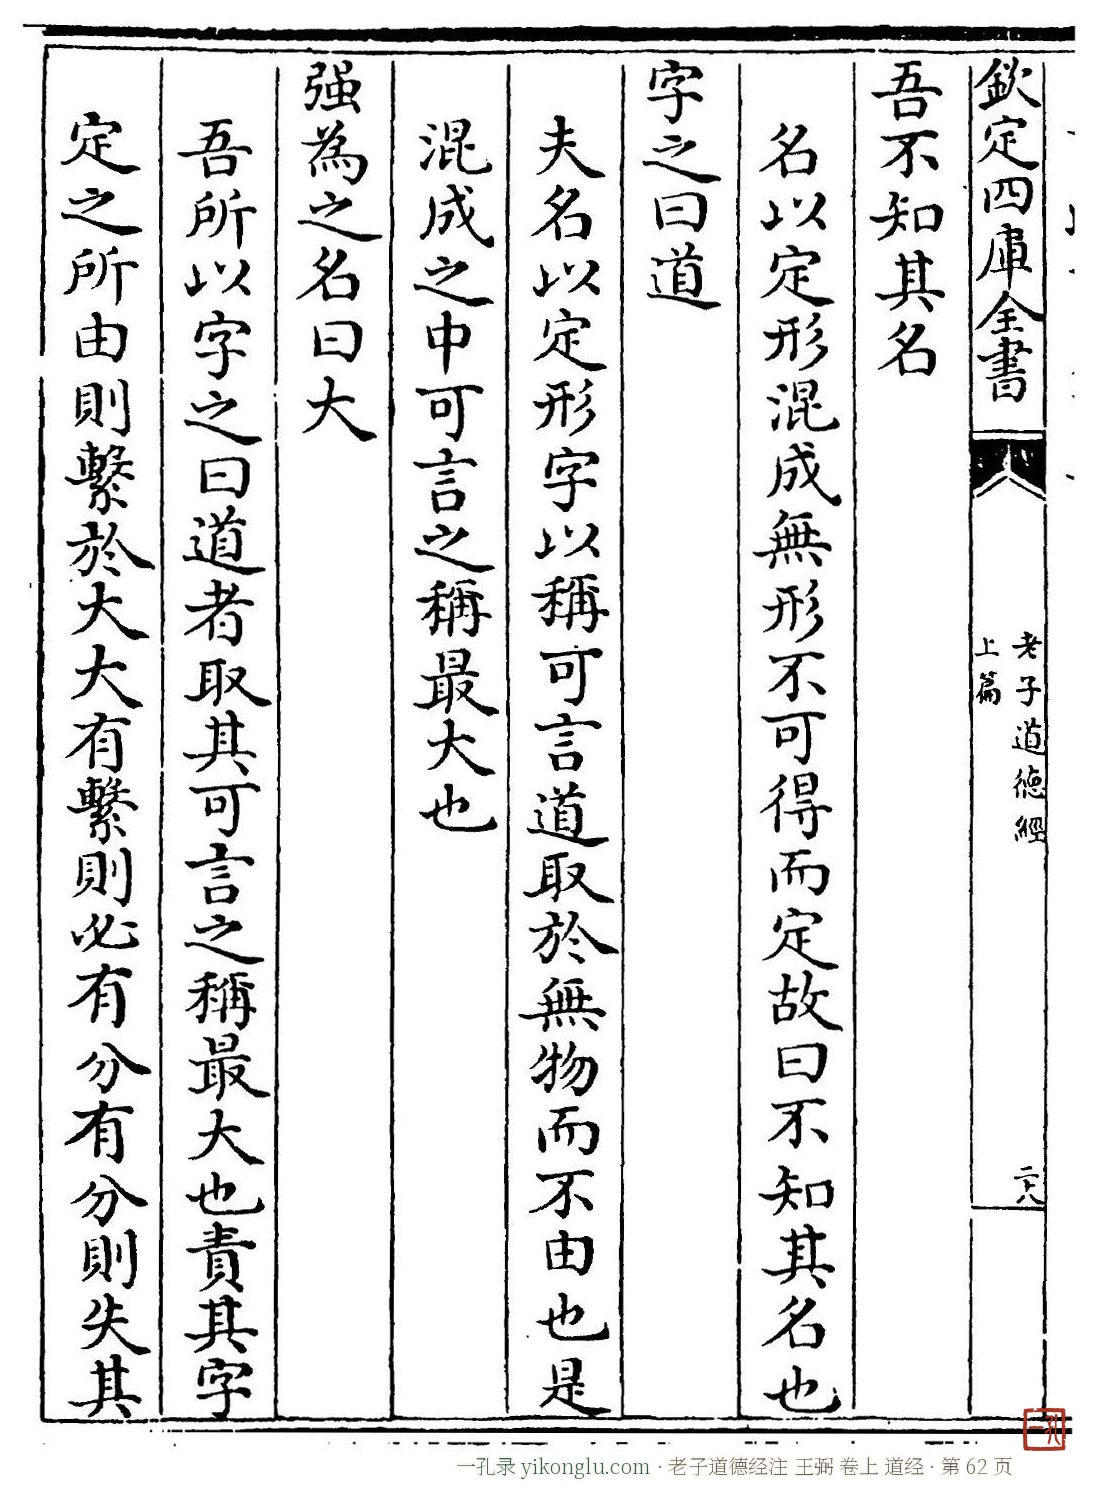 欽定四庫全書
老子道德經
上篇
二十八
吾不知其名
名以定形混成無形不可得而定故曰不知其名也
字之曰道
夫名以定形字以稱可言道取於無物而不由也是
混成之中可言之稱最大也
强為之名曰大
吾所以字之曰道者取其可言之稱最大也責其字
定之所由則繫於大大有繫則必有分有分則失其
一孔录 yikonglu.com · 老子道德经注 王弼 卷上 道经 · 第 62 页